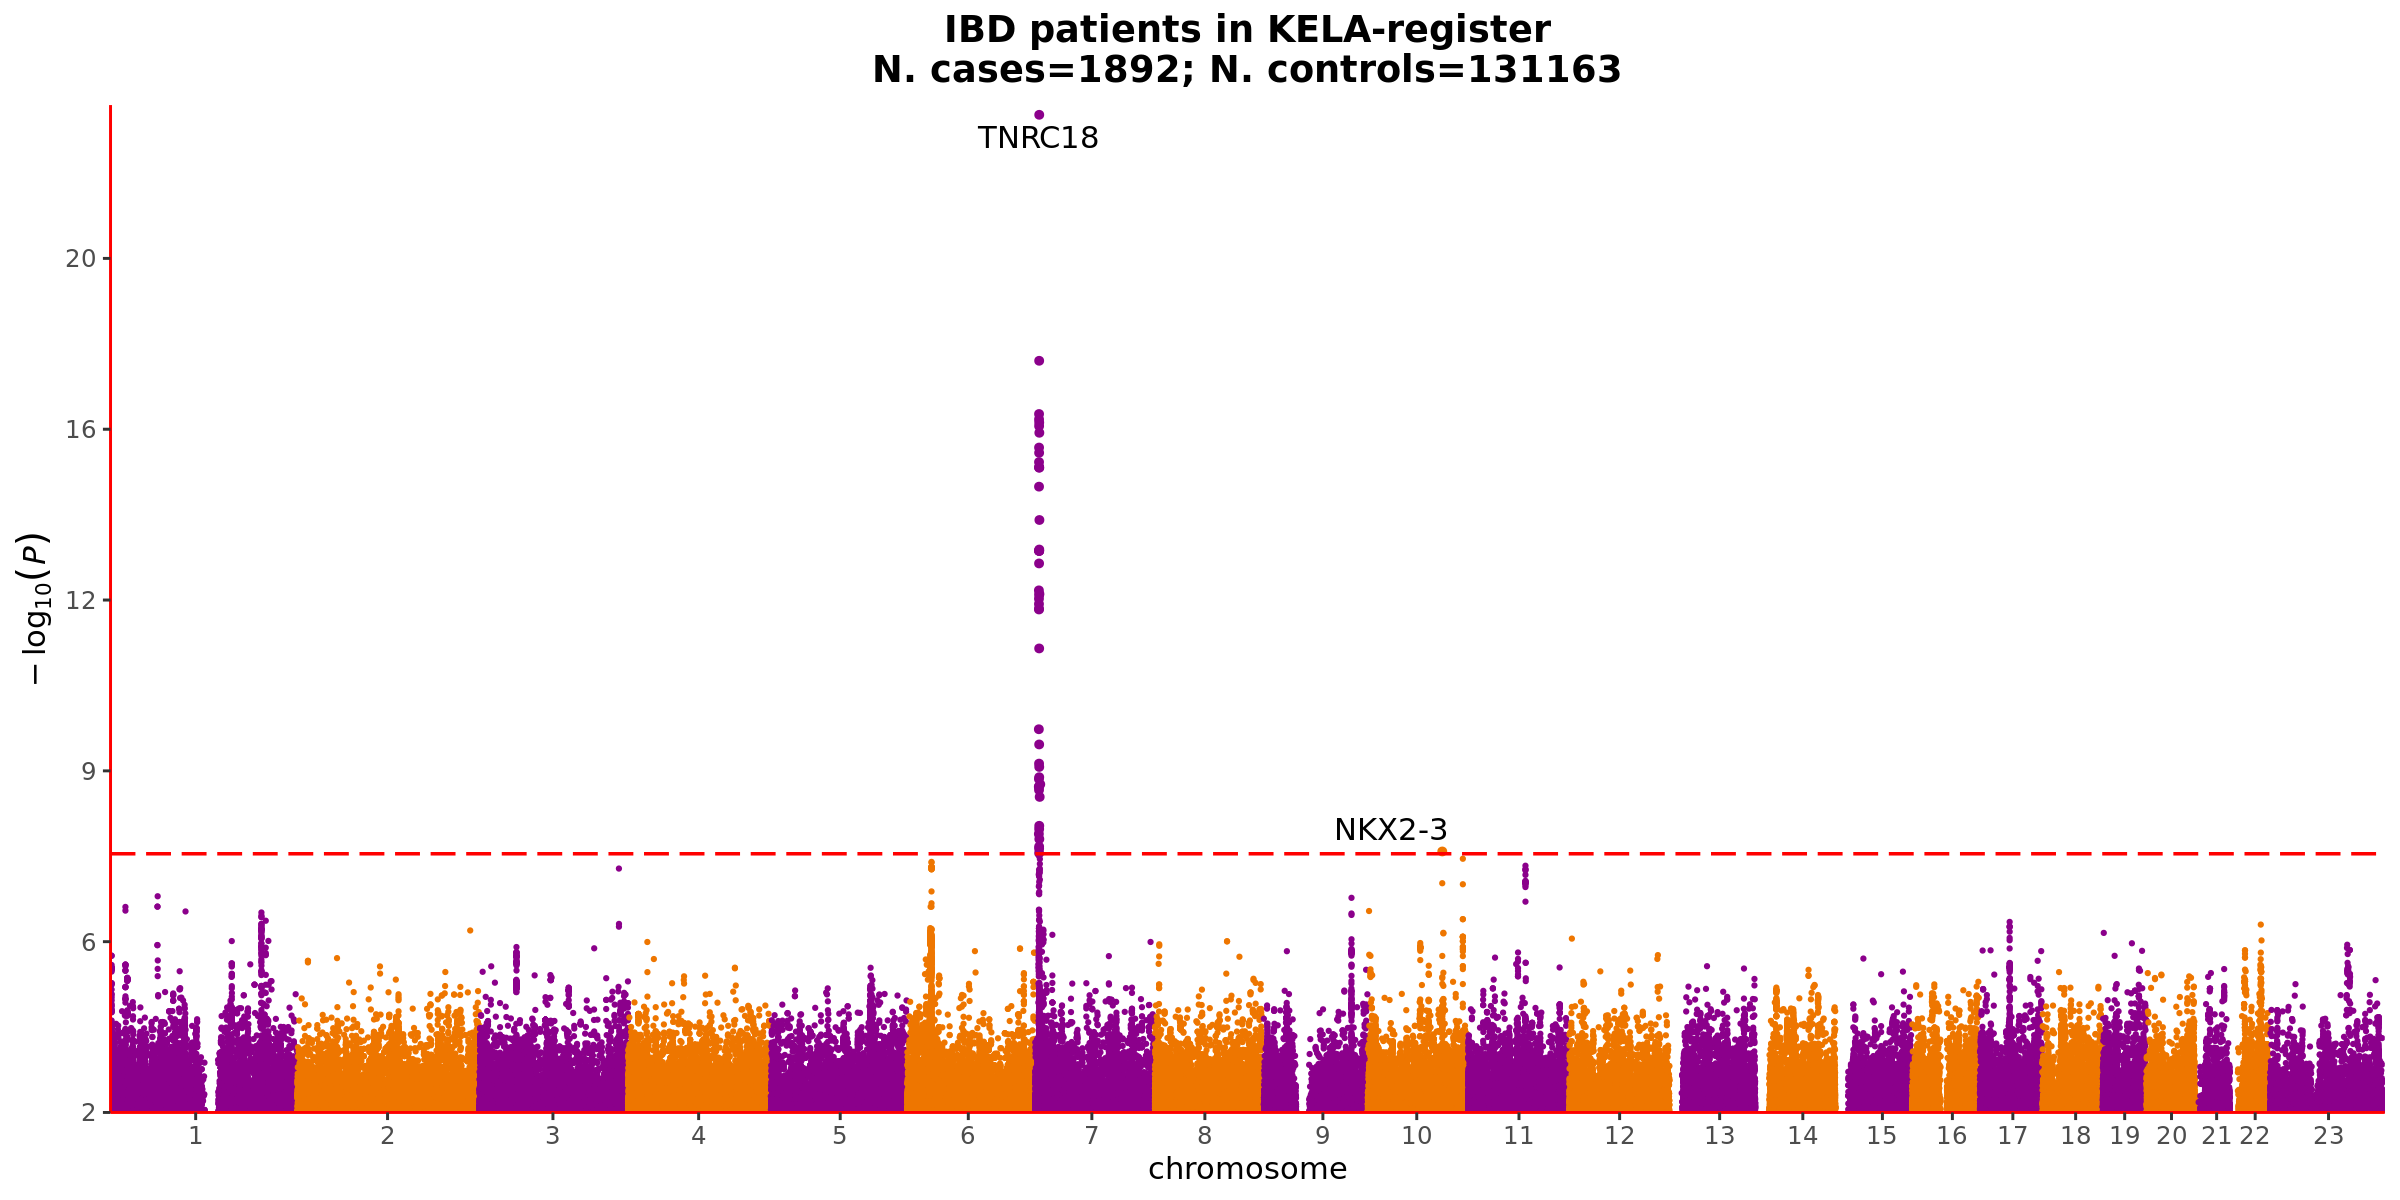 IBD patients in KELA-register
N. cases=1892; N. controls=131163
TNRC18
20
16
12
9
6
2
−log₁₀(P)
NKX2-3
1 2 3 4 5 6 7 8 9 10 11 12 13 14 15 16 17 18 19 20 21 22 23
chromosome